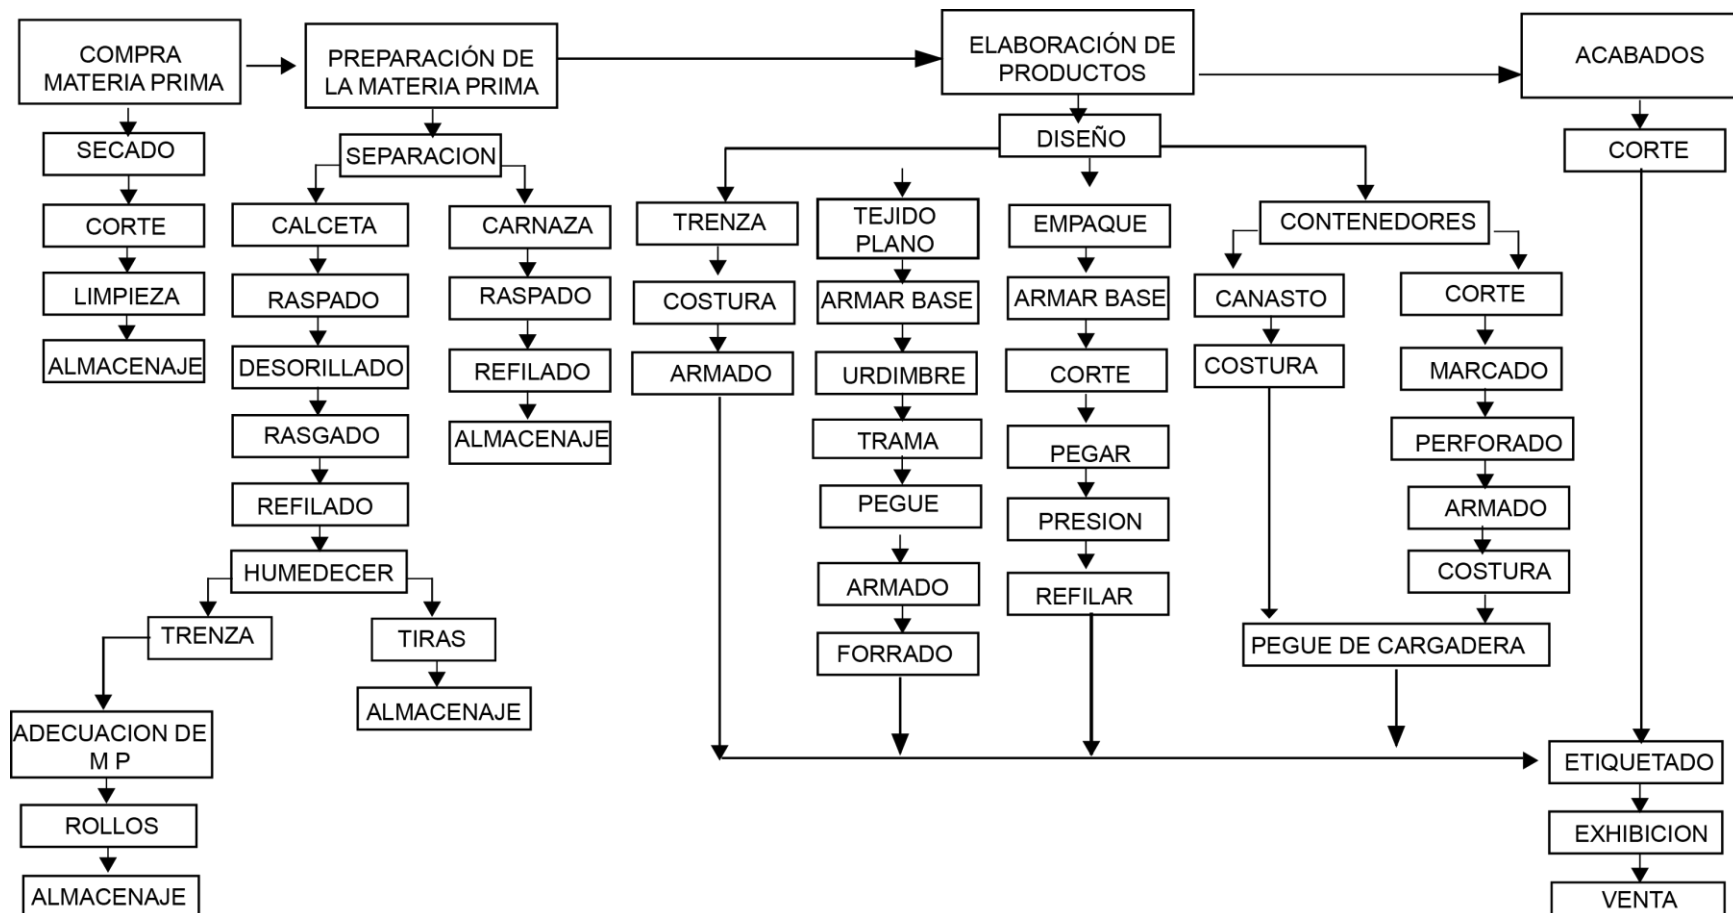 COMPRA
MATERIA PRIMA
SECADO
CORTE
LIMPIEZA
ALMACENAJE
PREPARACIÓN DE
LA MATERIA PRIMA
SEPARACION
CALCETA
RASPADO
DESORILLADO
RASGADO
REFILADO
HUMEDECER
TRENZA
ADECUACION DE
M P
ROLLOS
ALMACENAJE
TIRAS
ALMACENAJE
CARNAZA
RASPADO
REFILADO
ALMACENAJE
ELABORACIÓN DE
PRODUCTOS
DISEÑO
TRENZA
COSTURA
ARMADO
TEJIDO
PLANO
ARMAR BASE
URDIMBRE
TRAMA
PEGUE
ARMADO
FORRADO
EMPAQUE
ARMAR BASE
CORTE
PEGAR
PRESION
REFILAR
CONTENEDORES
CANASTO
COSTURA
CORTE
MARCADO
PERFORADO
ARMADO
COSTURA
PEGUE DE CARGADERA
ACABADOS
CORTE
ETIQUETADO
EXHIBICION
VENTA